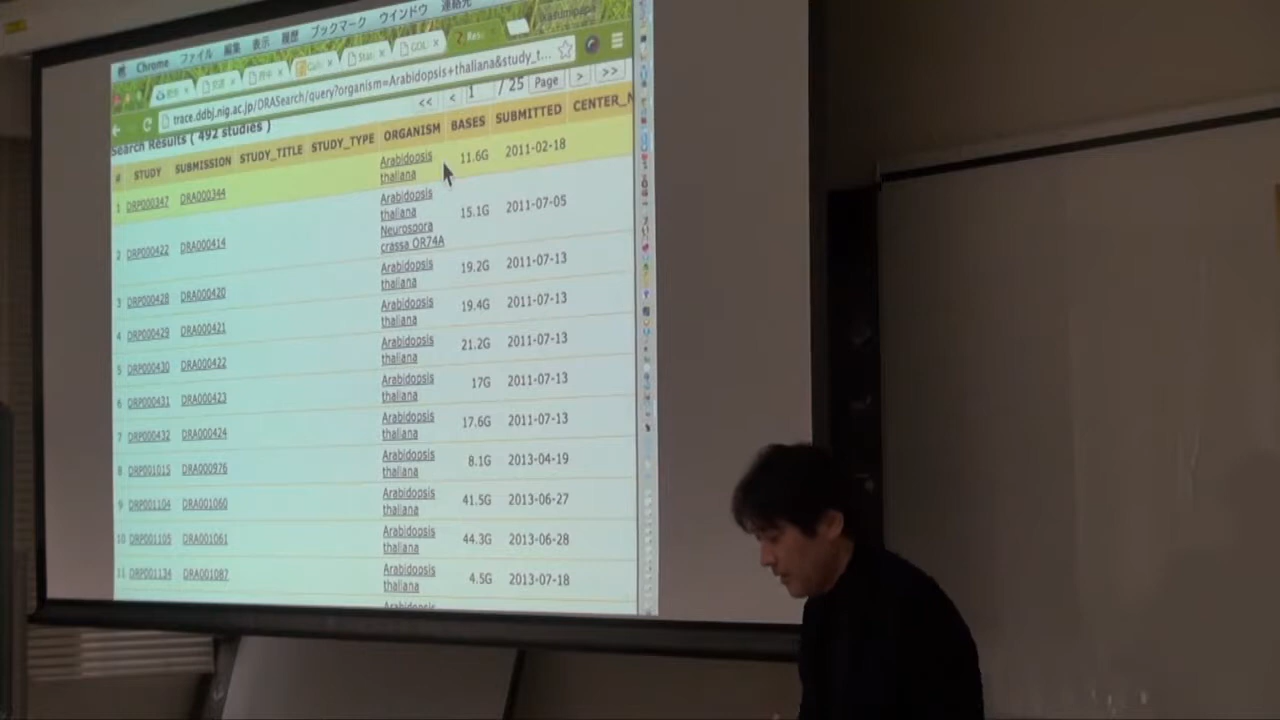 Chrome ファイル 編集 表示 履歴 ブックマーク ウインドウ 連絡先
kasumipapa
trace.ddbj.nig.ac.jp/DRASearch/query?organism=Arabidopsis+thaliana&study_t...
Search Results ( 492 studies )
<< < 1 / 25 Page > >>
# STUDY SUBMISSION STUDY_TITLE STUDY_TYPE ORGANISM BASES SUBMITTED CENTER_N
1 DRP000347 DRA000344 Arabidopsis thaliana 11.6G 2011-02-18
2 DRP000422 DRA000414 Arabidopsis thaliana Neurospora crassa OR74A 15.1G 2011-07-05
3 DRP000428 DRA000420 Arabidopsis thaliana 19.2G 2011-07-13
4 DRP000429 DRA000421 Arabidopsis thaliana 19.4G 2011-07-13
5 DRP000430 DRA000422 Arabidopsis thaliana 21.2G 2011-07-13
6 DRP000431 DRA000423 Arabidopsis thaliana 17G 2011-07-13
7 DRP000432 DRA000424 Arabidopsis thaliana 17.6G 2011-07-13
8 DRP001015 DRA000976 Arabidopsis thaliana 8.1G 2013-04-19
9 DRP001104 DRA001060 Arabidopsis thaliana 41.5G 2013-06-27
10 DRP001105 DRA001061 Arabidopsis thaliana 44.3G 2013-06-28
11 DRP001134 DRA001087 Arabidopsis thaliana 4.5G 2013-07-18